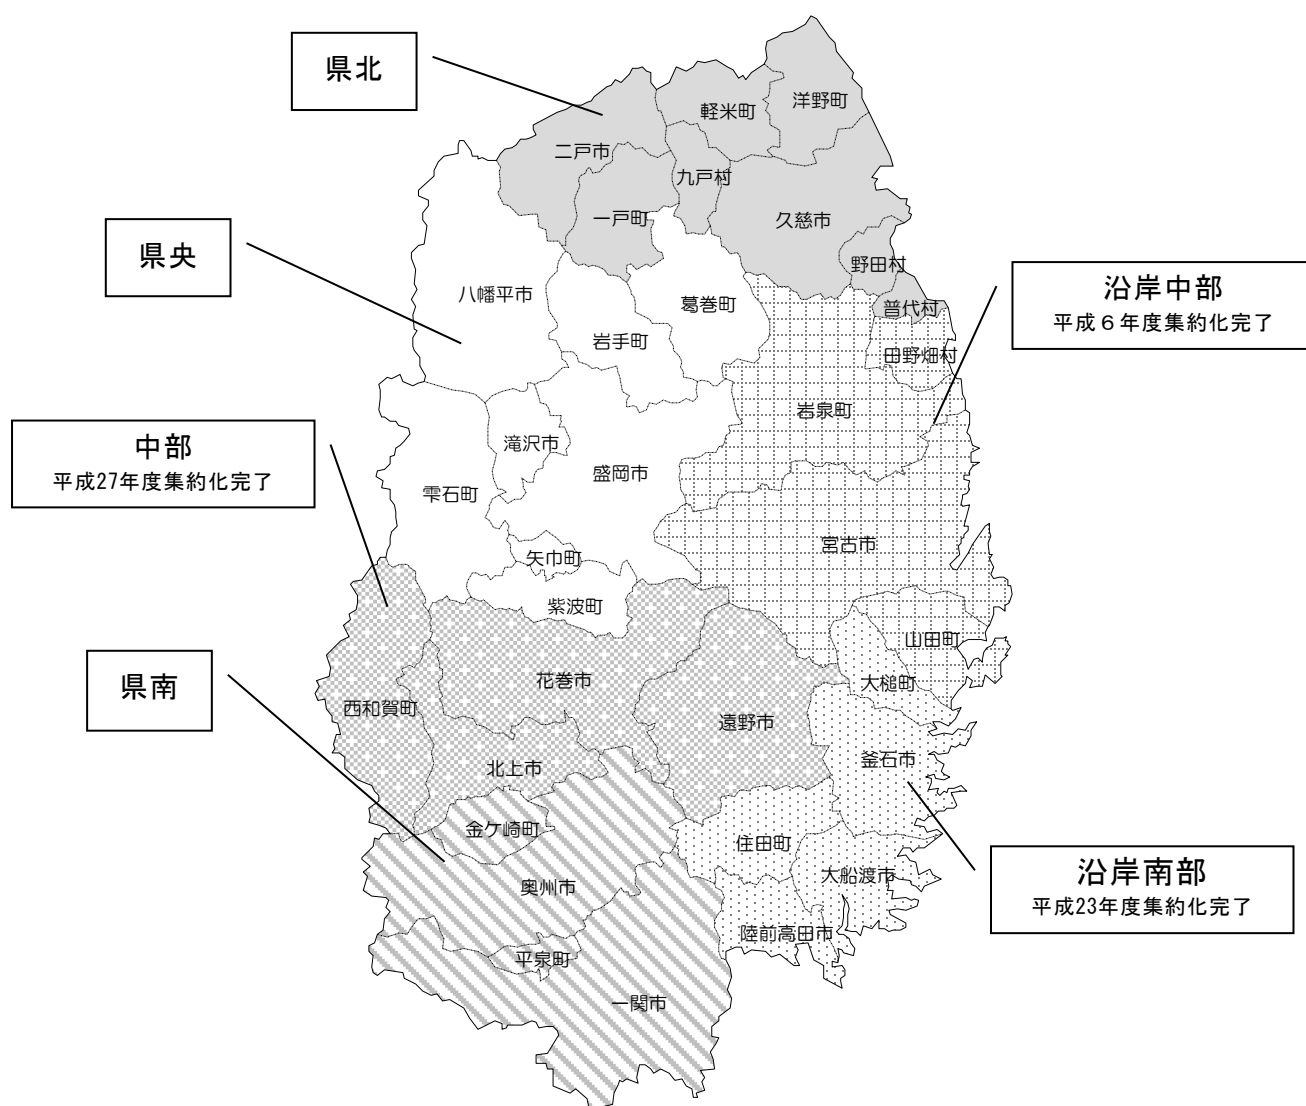 県北
軽米町
洋野町
二戸市
九戸村
一戸町
久慈市
県央
野田村
沿岸中部
平成６年度集約化完了
八幡平市
葛巻町
普代村
岩手町
田野畑村
岩泉町
中部
平成27年度集約化完了
滝沢市
盛岡市
雫石町
宮古市
矢巾町
紫波町
山田町
県南
花巻市
大槌町
西和賀町
遠野市
北上市
釜石市
金ケ崎町
住田町
沿岸南部
平成23年度集約化完了
奥州市
大船渡市
陸前高田市
平泉町
一関市